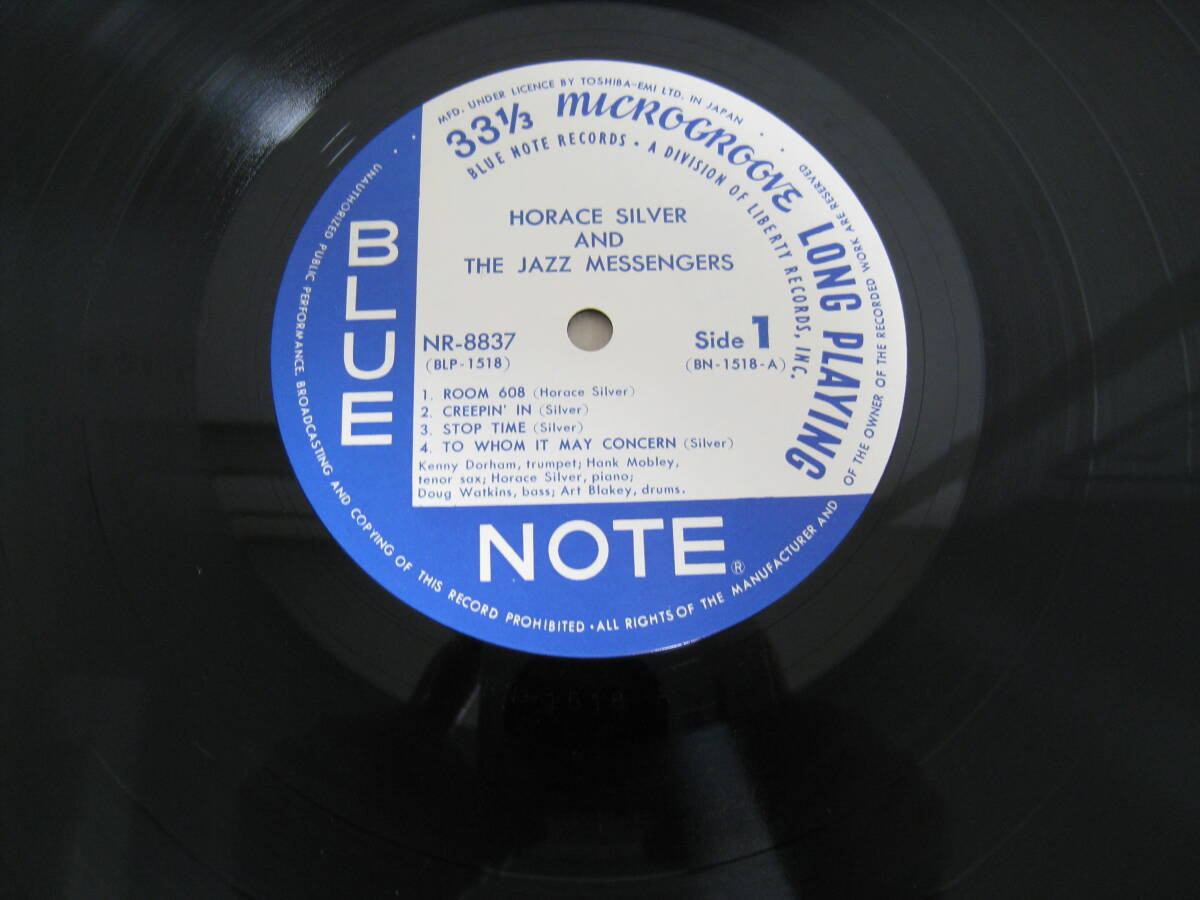 MFD. UNDER LICENCE BY TOSHIBA-EMI LTD. IN JAPAN
33 1/3 MICROGROOVE LONG PLAYING
BLUE NOTE RECORDS • A DIVISION OF LIBERTY RECORDS, INC.
HORACE SILVER
AND
THE JAZZ MESSENGERS
NR-8837
(BLP-1518)
Side 1
(BN-1518-A)
1. ROOM 608 (Horace Silver)
2. CREEPIN' IN (Silver)
3. STOP TIME (Silver)
4. TO WHOM IT MAY CONCERN (Silver)
Kenny Dorham, trumpet; Hank Mobley,
tenor sax; Horace Silver, piano;
Doug Watkins, bass; Art Blakey, drums.
BLUE
NOTE®
UNAUTHORIZED PUBLIC PERFORMANCE, BROADCASTING AND COPYING OF THIS RECORD PROHIBITED • ALL RIGHTS OF THE MANUFACTURER AND OF THE OWNER OF THE RECORDED WORK ARE RESERVED